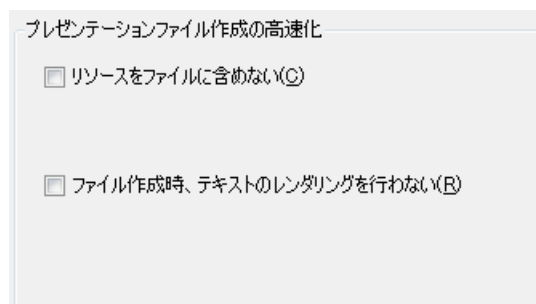 プレゼンテーションファイル作成の高速化
リソースをファイルに含めない(C)
ファイル作成時、テキストのレンダリングを行わない(R)